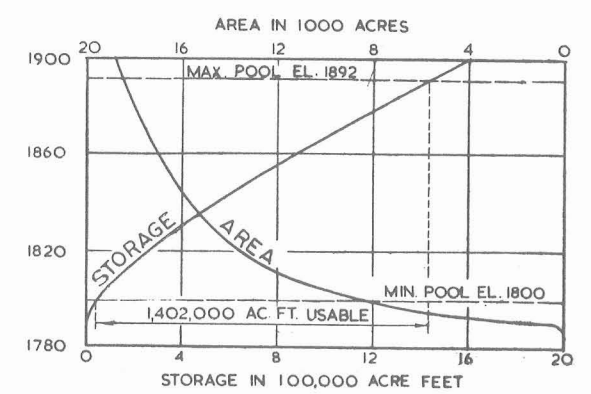 AREA IN 1000 ACRES
20 16 12 8 4 0
1900
MAX. POOL EL. 1892
1860
STORAGE
AREA
1820
MIN. POOL EL. 1800
1,402,000 AC. FT. USABLE
1780
0 4 8 12 16 20
STORAGE IN 100,000 ACRE FEET